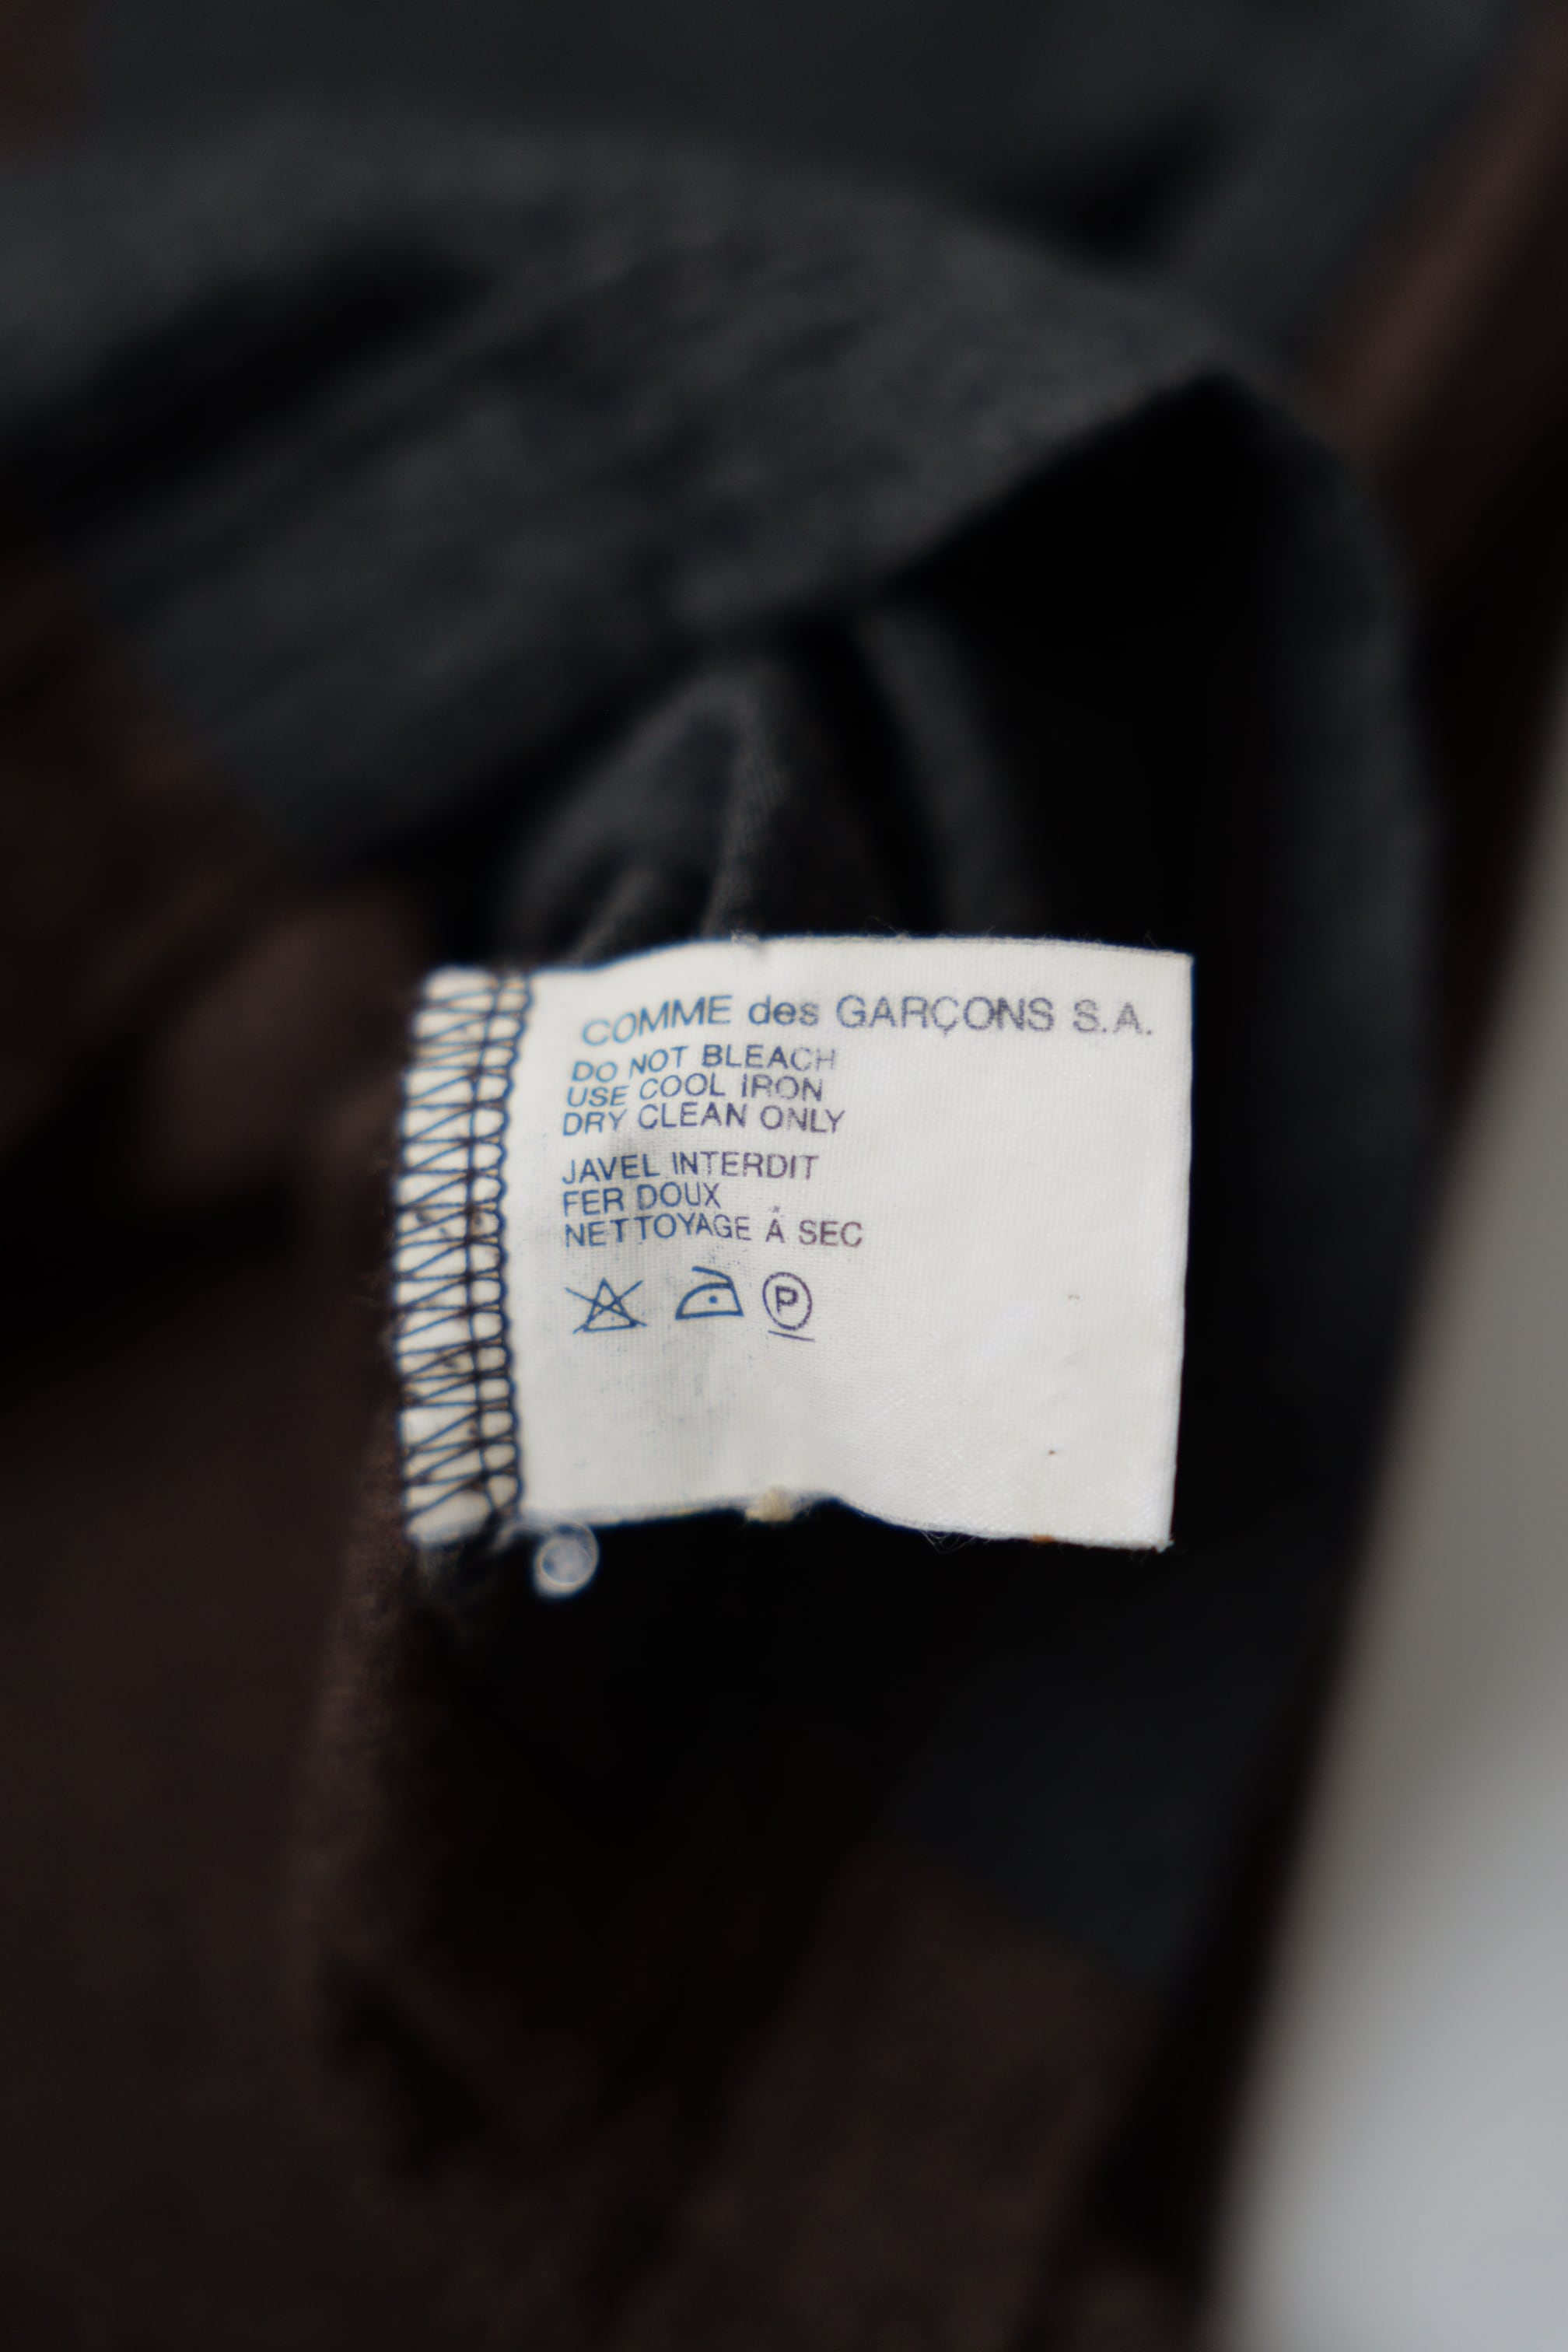 COMME des GARÇONS S.A.
DO NOT BLEACH
USE COOL IRON
DRY CLEAN ONLY
JAVEL INTERDIT
FER DOUX
NETTOYAGE À SEC
P